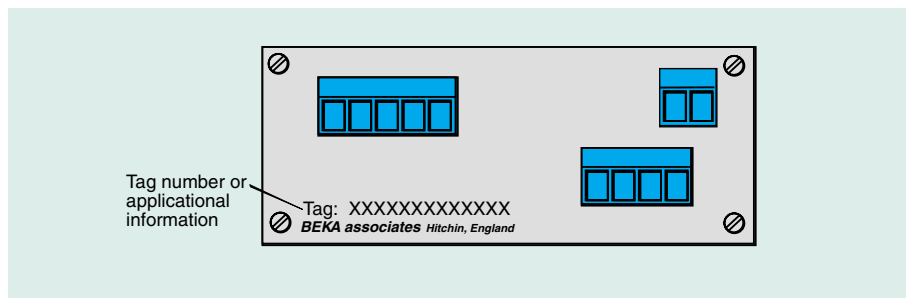 Tag number or
applicational
information
Tag: XXXXXXXXXXXXX
BEKA associates Hitchin, England